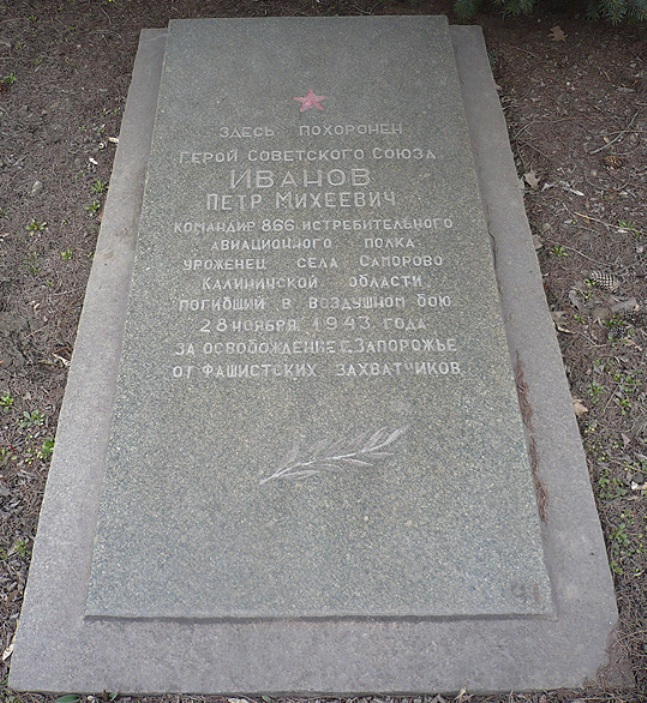 ЗДЕСЬ ПОХОРОНЕН
ГЕРОЙ СОВЕТСКОГО СОЮЗА
ИВАНОВ
ПЕТР МИХЕЕВИЧ
КОМАНДИР 866 ИСТРЕБИТЕЛЬНОГО
АВИАЦИОННОГО ПОЛКА
УРОЖЕНЕЦ СЕЛА САМОРОВО
КАЛИНИНСКОЙ ОБЛАСТИ
ПОГИБШИЙ В ВОЗДУШНОМ БОЮ
28 НОЯБРЯ 1943 ГОДА
ЗА ОСВОБОЖДЕНИЕ Г. ЗАПОРОЖЬЕ
ОТ ФАШИСТСКИХ ЗАХВАТЧИКОВ